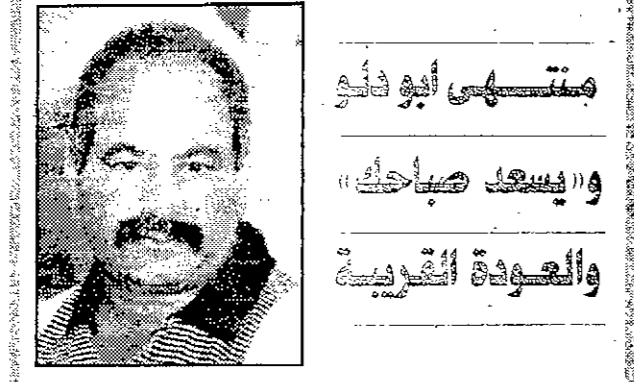 منتهى ابو دلو
و«يسعد صباحك»
والعودة القريبة